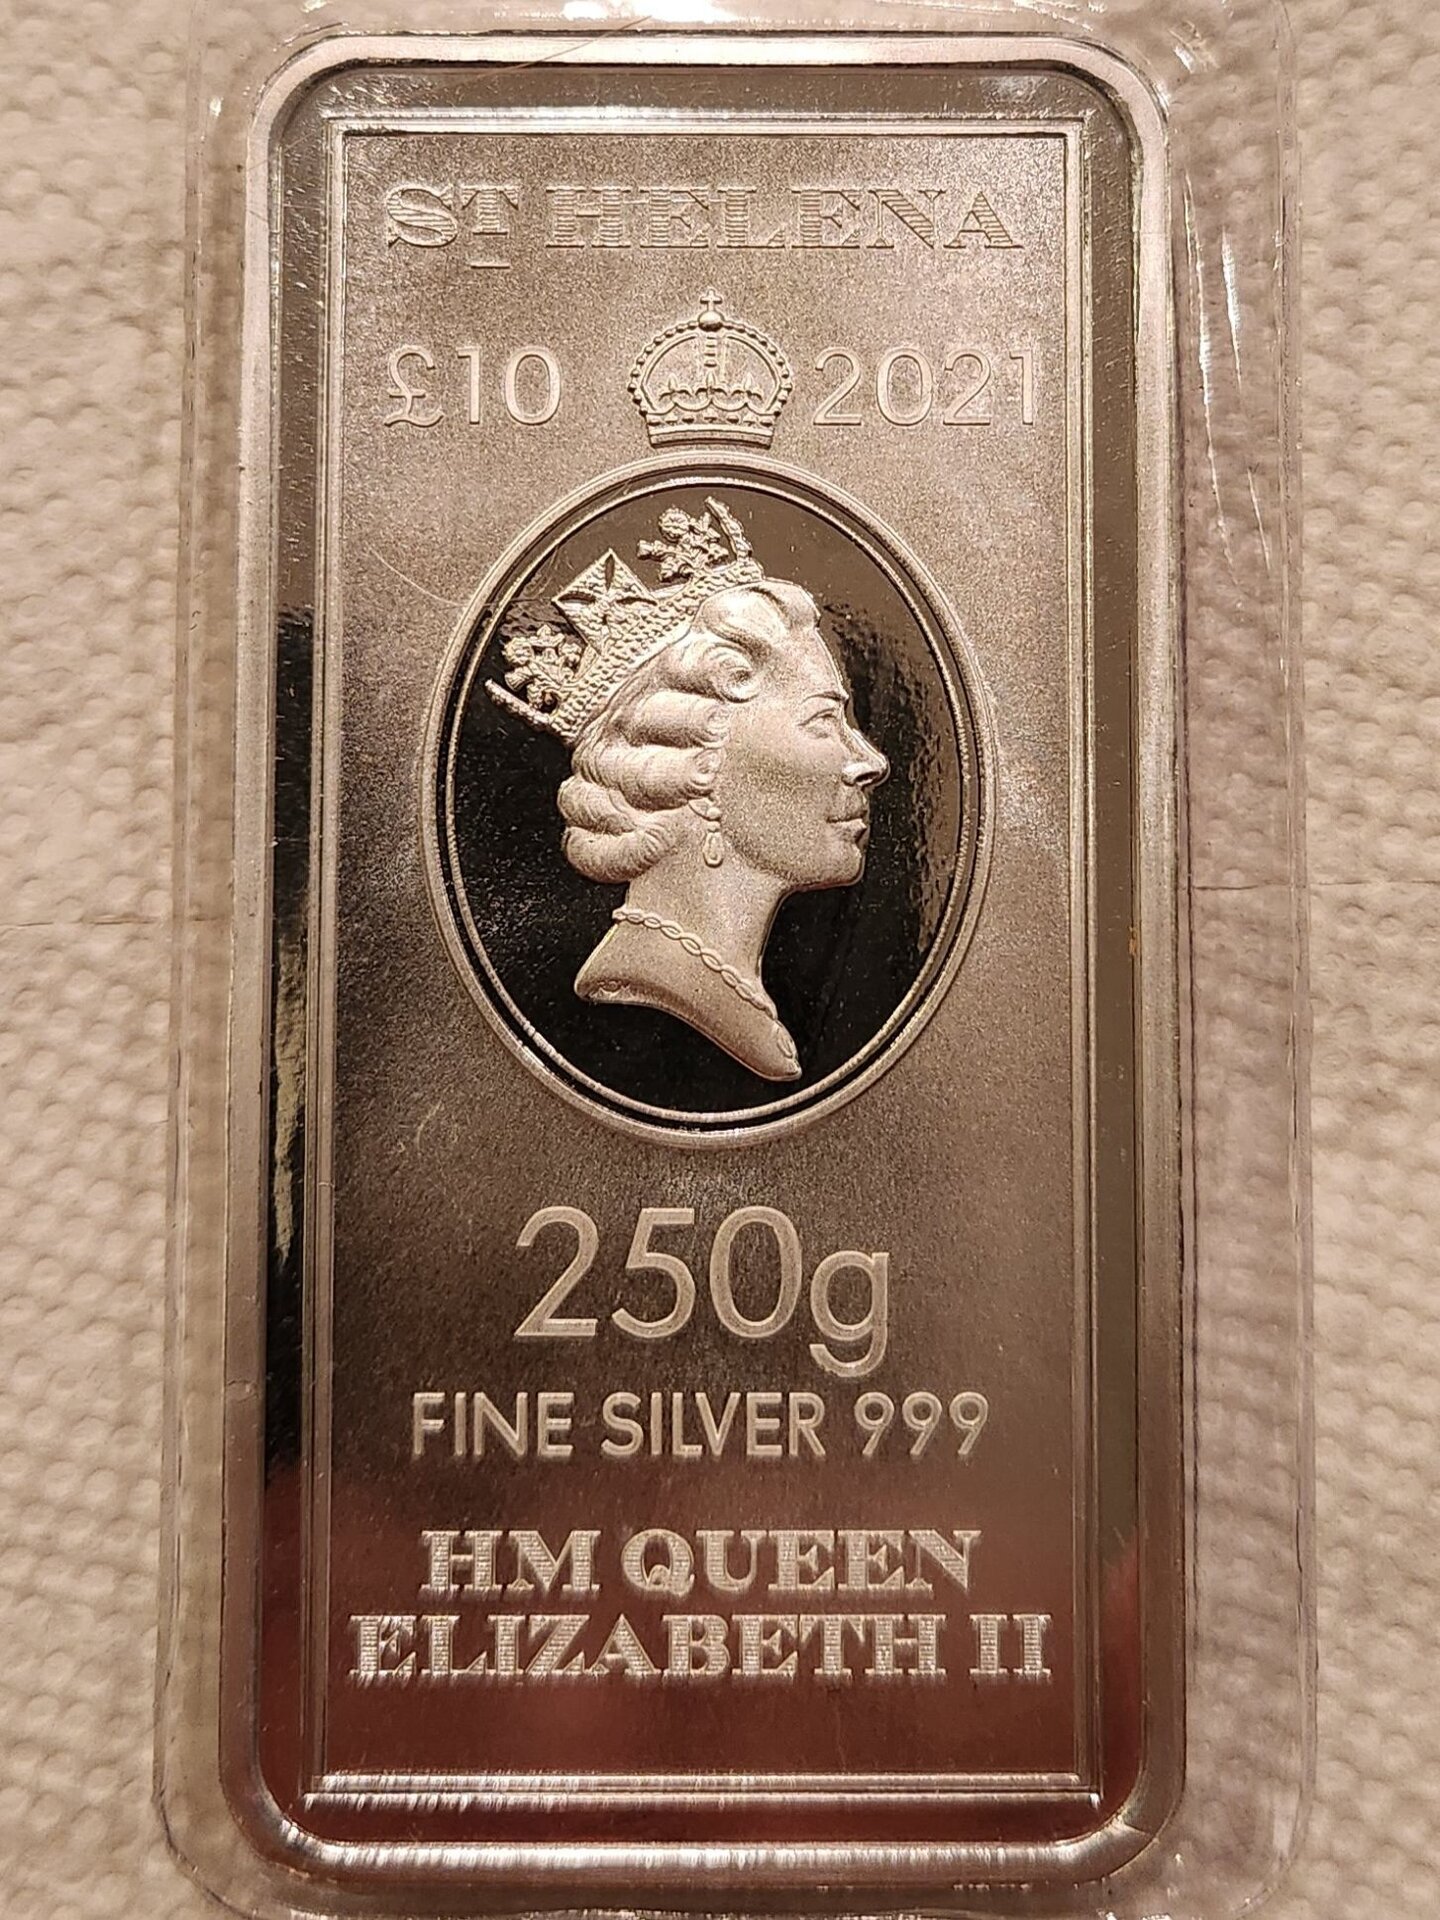 ST HELENA
£10 2021
250g
FINE SILVER 999
HM QUEEN
ELIZABETH II